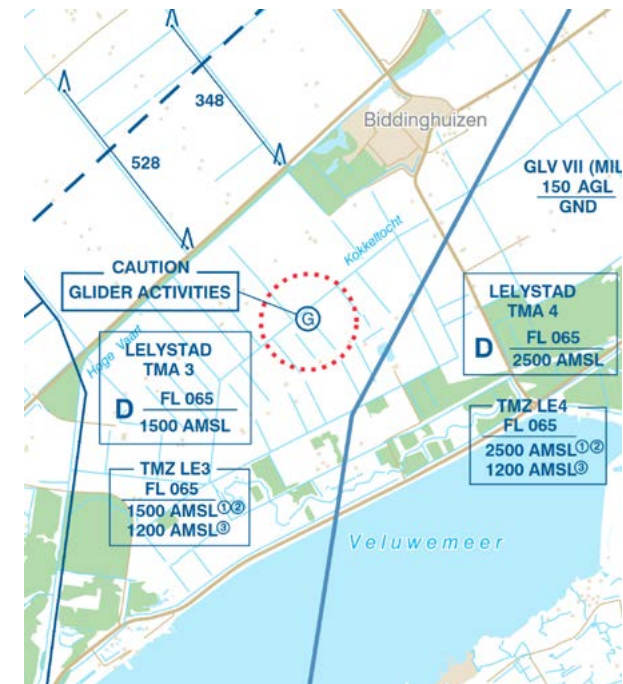 348
Biddinghuizen
528
GLV VII (MIL
150 AGL
GND
Kokkeltocht
CAUTION
GLIDER ACTIVITIES
G
LELYSTAD
TMA 4
D FL 065
2500 AMSL
Hoge Vaart
LELYSTAD
TMA 3
D FL 065
1500 AMSL
TMZ LE4
FL 065
2500 AMSL①②
1200 AMSL③
TMZ LE3
FL 065
1500 AMSL①②
1200 AMSL③
Veluwemeer